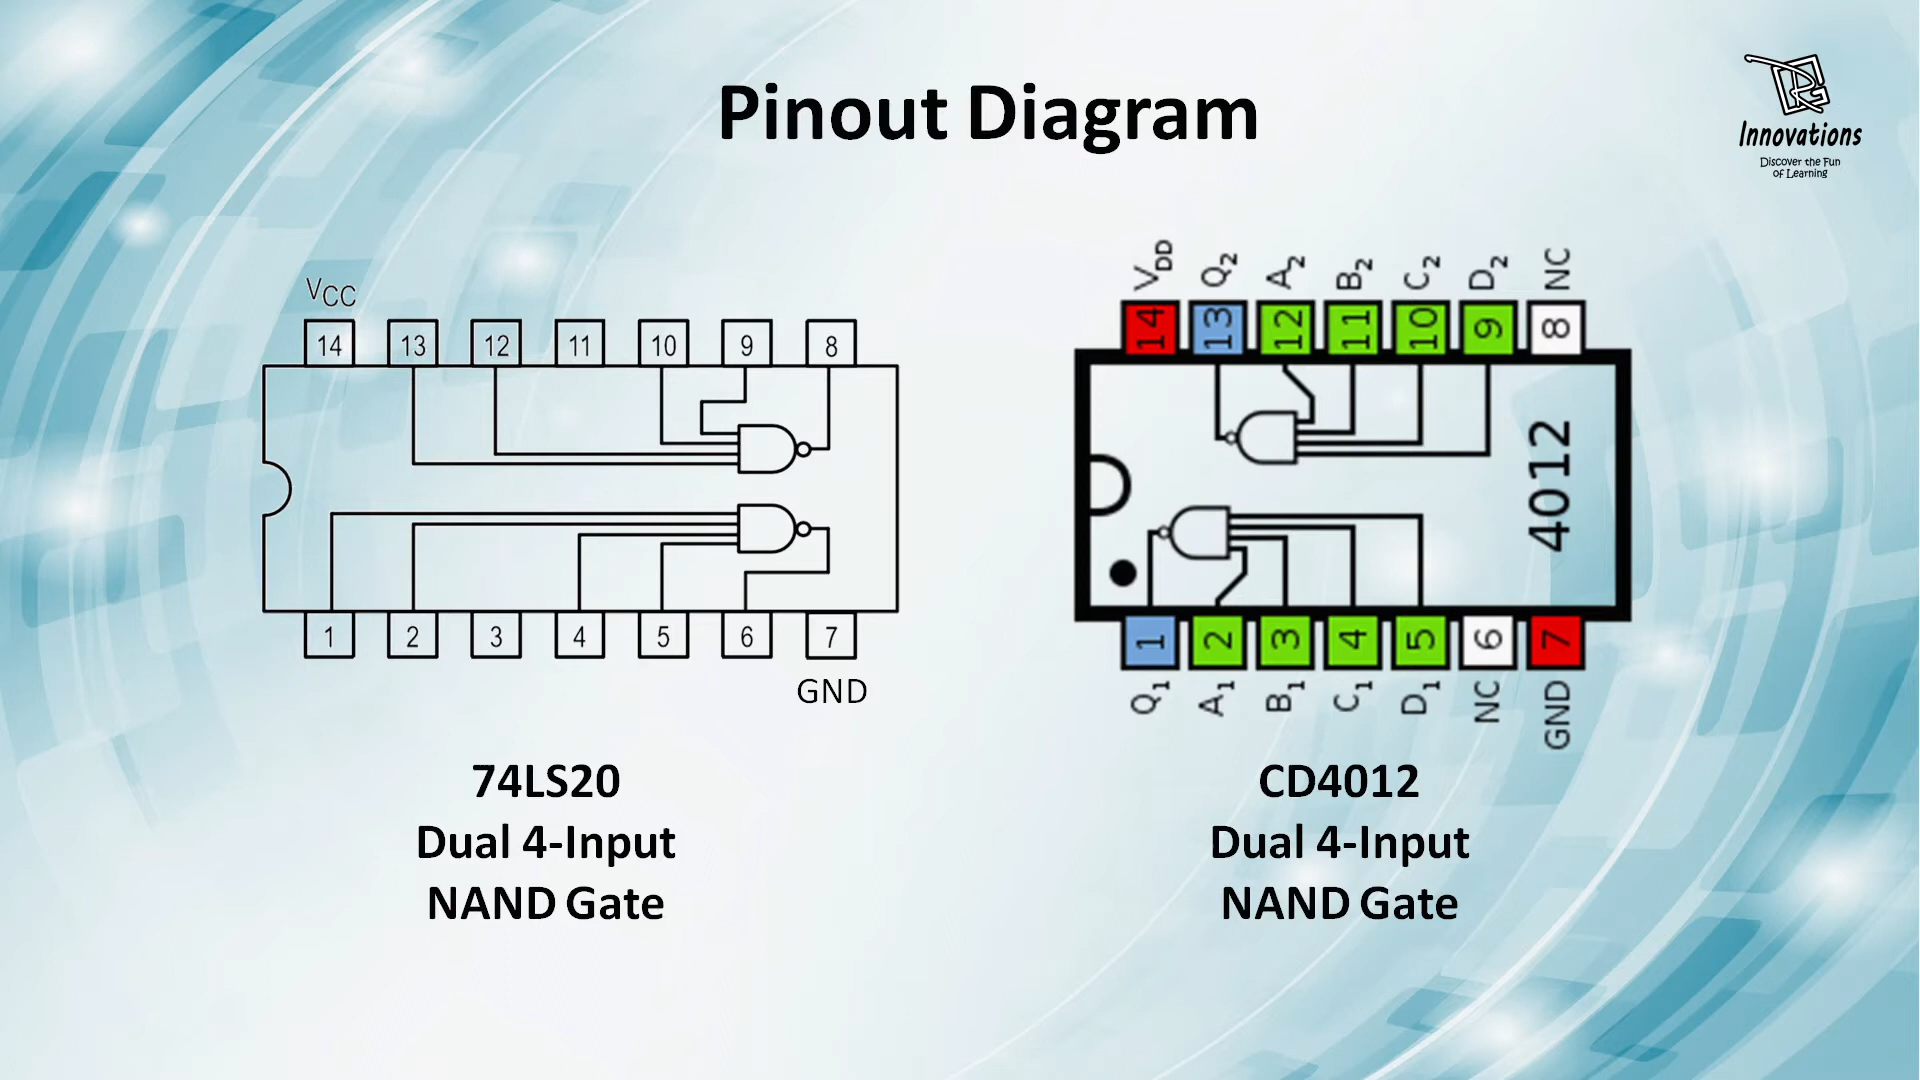 Pinout Diagram
Innovations
Discover the Fun
of Learning
VCC
14 13 12 11 10 9 8
1 2 3 4 5 6 7
GND
74LS20
Dual 4-Input
NAND Gate
VDD Q2 A2 B2 C2 D2 NC
14 13 12 11 10 9 8
4012
1 2 3 4 5 6 7
Q1 A1 B1 C1 D1 NC GND
CD4012
Dual 4-Input
NAND Gate